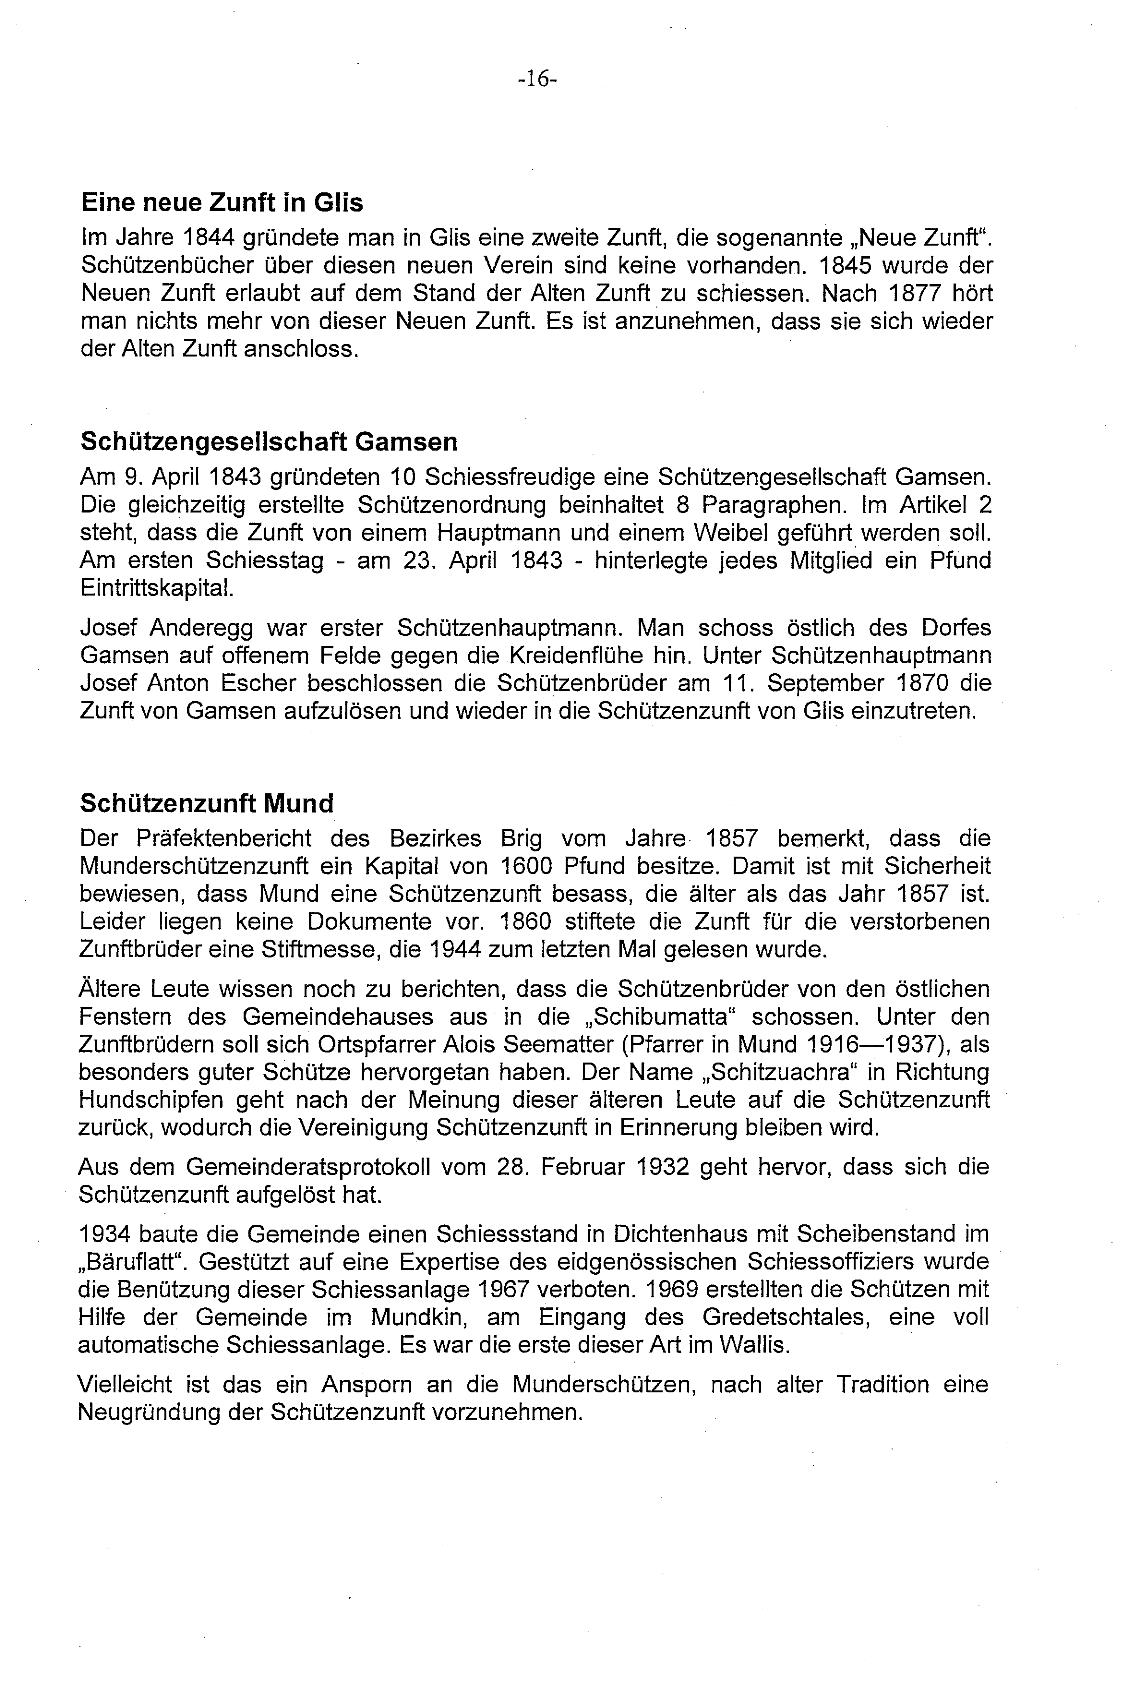 -16-
Eine neue Zunft in Glis
Im Jahre 1844 gründete man in Glis eine zweite Zunft, die sogenannte „Neue Zunft“.
Schützenbücher über diesen neuen Verein sind keine vorhanden. 1845 wurde der
Neuen Zunft erlaubt auf dem Stand der Alten Zunft zu schiessen. Nach 1877 hört
man nichts mehr von dieser Neuen Zunft. Es ist anzunehmen, dass sie sich wieder
der Alten Zunft anschloss.
Schützengesellschaft Gamsen
Am 9. April 1843 gründeten 10 Schiessfreudige eine Schützengesellschaft Gamsen.
Die gleichzeitig erstellte Schützenordnung beinhaltet 8 Paragraphen. Im Artikel 2
steht, dass die Zunft von einem Hauptmann und einem Weibel geführt werden soll.
Am ersten Schiesstag - am 23. April 1843 - hinterlegte jedes Mitglied ein Pfund
Eintrittskapital.
Josef Anderegg war erster Schützenhauptmann. Man schoss östlich des Dorfes
Gamsen auf offenem Felde gegen die Kreidenflühe hin. Unter Schützenhauptmann
Josef Anton Escher beschlossen die Schützenbrüder am 11. September 1870 die
Zunft von Gamsen aufzulösen und wieder in die Schützenzunft von Glis einzutreten.
Schützenzunft Mund
Der Präfektenbericht des Bezirkes Brig vom Jahre 1857 bemerkt, dass die
Munderschützenzunft ein Kapital von 1600 Pfund besitze. Damit ist mit Sicherheit
bewiesen, dass Mund eine Schützenzunft besass, die älter als das Jahr 1857 ist.
Leider liegen keine Dokumente vor. 1860 stiftete die Zunft für die verstorbenen
Zunftbrüder eine Stiftmesse, die 1944 zum letzten Mal gelesen wurde.
Ältere Leute wissen noch zu berichten, dass die Schützenbrüder von den östlichen
Fenstern des Gemeindehauses aus in die „Schibumatta“ schossen. Unter den
Zunftbrüdern soll sich Ortspfarrer Alois Seematter (Pfarrer in Mund 1916—1937), als
besonders guter Schütze hervorgetan haben. Der Name „Schitzuachra“ in Richtung
Hundschipfen geht nach der Meinung dieser älteren Leute auf die Schützenzunft
zurück, wodurch die Vereinigung Schützenzunft in Erinnerung bleiben wird.
Aus dem Gemeinderatsprotokoll vom 28. Februar 1932 geht hervor, dass sich die
Schützenzunft aufgelöst hat.
1934 baute die Gemeinde einen Schiessstand in Dichtenhaus mit Scheibenstand im
„Bäruflatt“. Gestützt auf eine Expertise des eidgenössischen Schiessoffiziers wurde
die Benützung dieser Schiessanlage 1967 verboten. 1969 erstellten die Schützen mit
Hilfe der Gemeinde im Mundkin, am Eingang des Gredetschtales, eine voll
automatische Schiessanlage. Es war die erste dieser Art im Wallis.
Vielleicht ist das ein Ansporn an die Munderschützen, nach alter Tradition eine
Neugründung der Schützenzunft vorzunehmen.